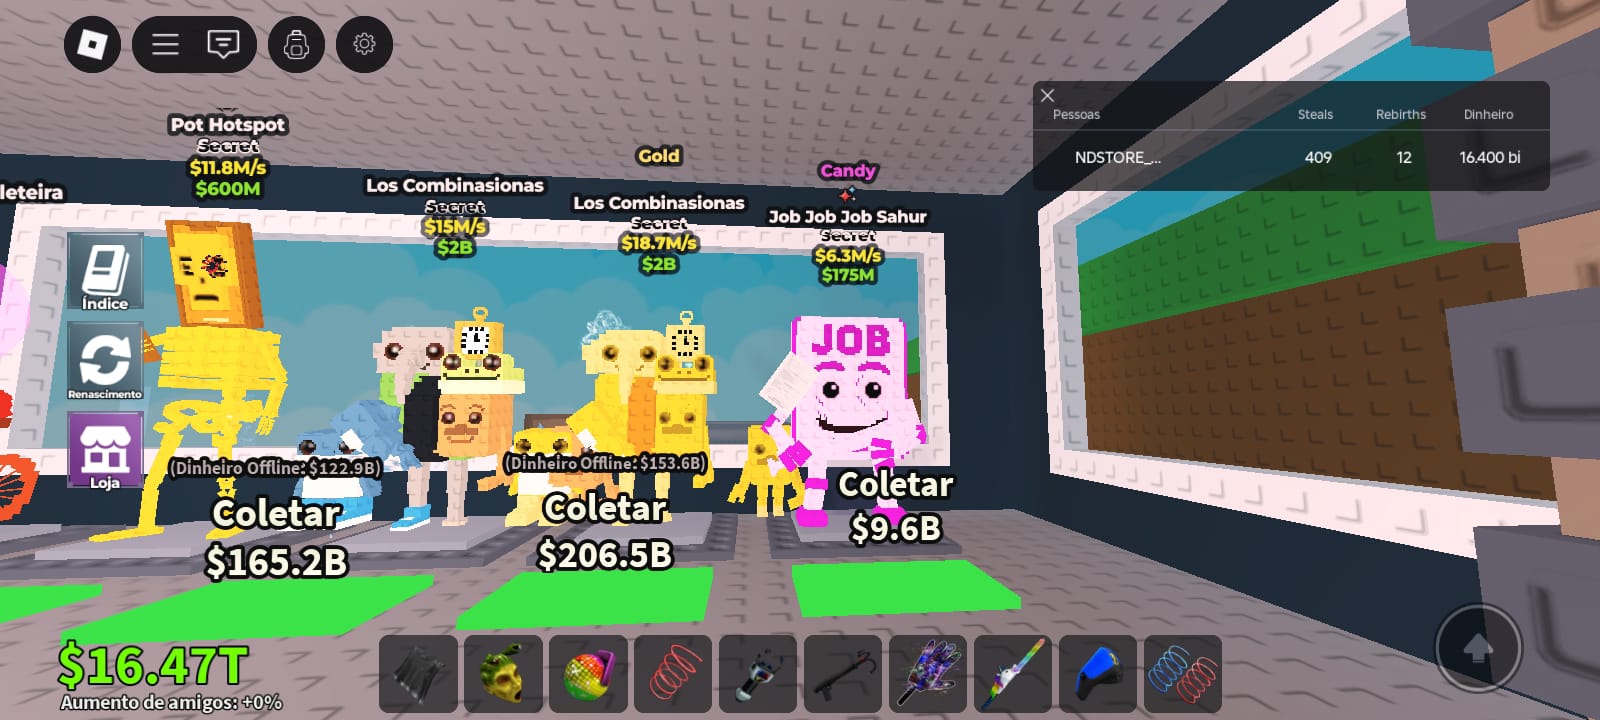 Pessoas
Steals
Rebirths
Dinheiro
NDSTORE_...
409
12
16.400 bi
Pot Hotspot
Secret
$11.8M/s
$600M
leteira
Los Combinasionas
Secret
$15M/s
$2B
Gold
Los Combinasionas
Secret
$18.7M/s
$2B
Candy
Job Job Job Sahur
Secret
$6.3M/s
$175M
JOB
Índice
Renascimento
Loja
(Dinheiro Offline: $122.9B)
Coletar
$165.2B
(Dinheiro Offline: $153.6B)
Coletar
$206.5B
Coletar
$9.6B
$16.47T
Aumento de amigos: +0%